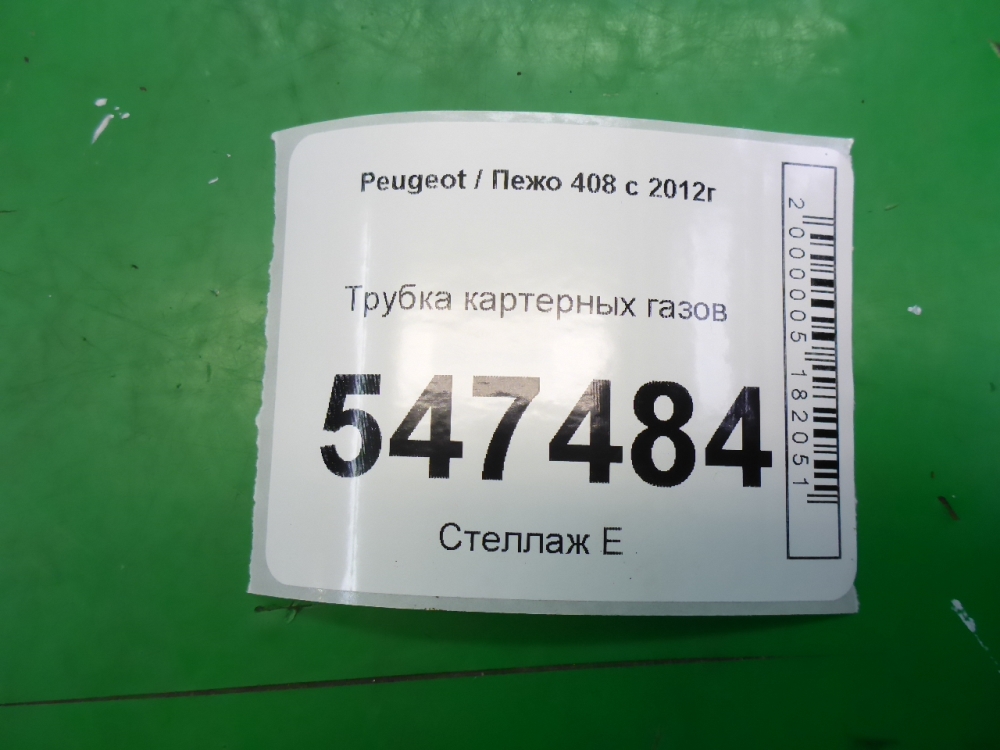 Peugeot / Пежо 408 с 2012г
Трубка картерных газов
547484
Стеллаж Е
2000005182051